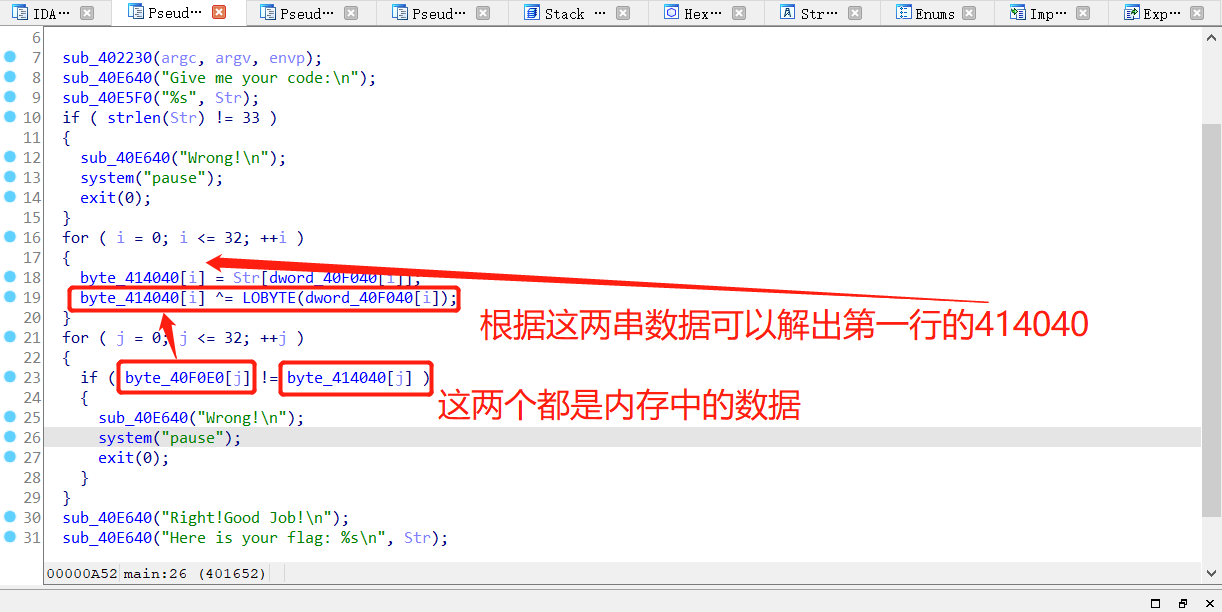 IDA··· Pseud··· Pseud··· Pseud··· Stack ··· Hex··· Str··· Enums Imp··· Exp···
6
7 sub_402230(argc, argv, envp);
8 sub_40E640("Give me your code:\n");
9 sub_40E5F0("%s", Str);
10 if ( strlen(Str) != 33 )
11 {
12 sub_40E640("Wrong!\n");
13 system("pause");
14 exit(0);
15 }
16 for ( i = 0; i <= 32; ++i )
17 {
18 byte_414040[i] = Str[dword_40F040[i]];
19 byte_414040[i] ^= LOBYTE(dword_40F040[i]);
20 }
根据这两串数据可以解出第一行的414040
21 for ( j = 0; j <= 32; ++j )
22 {
23 if ( byte_40F0E0[j] != byte_414040[j] )
这两个都是内存中的数据
24 {
25 sub_40E640("Wrong!\n");
26 system("pause");
27 exit(0);
28 }
29 }
30 sub_40E640("Right!Good Job!\n");
31 sub_40E640("Here is your flag: %s\n", Str);
00000A52 main:26 (401652)